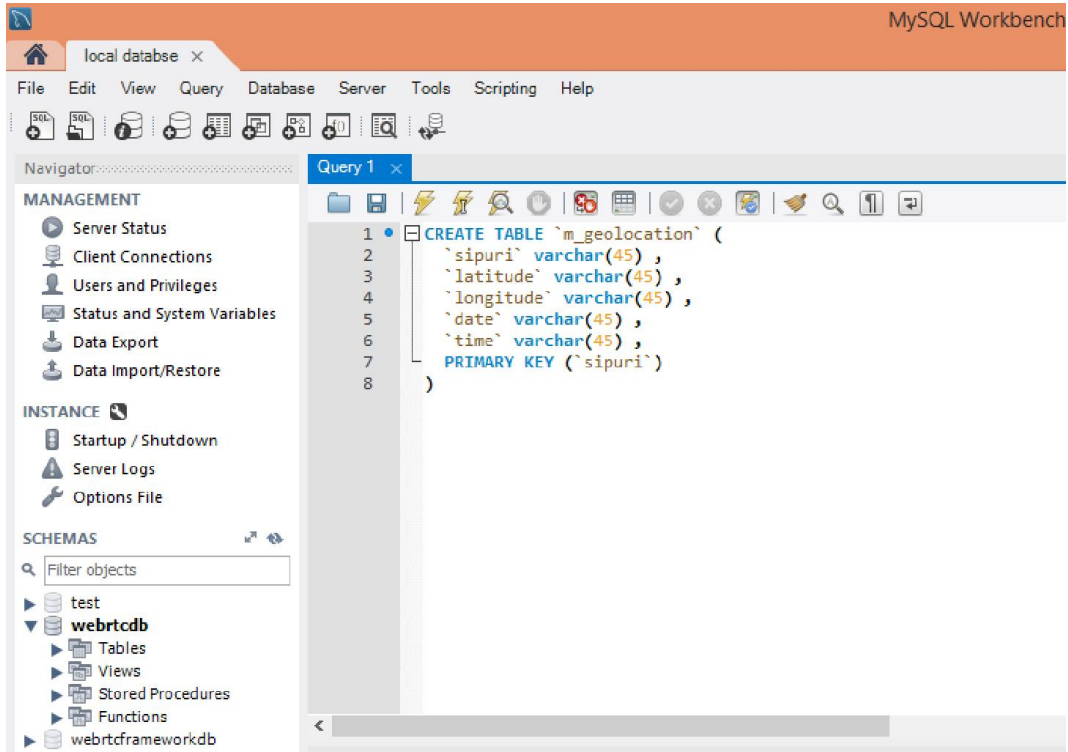 MySQL Workbench
local databse
File Edit View Query Database Server Tools Scripting Help
Navigator
MANAGEMENT
Server Status
Client Connections
Users and Privileges
Status and System Variables
Data Export
Data Import/Restore
INSTANCE
Startup / Shutdown
Server Logs
Options File
SCHEMAS
Filter objects
test
webrtcdb
Tables
Views
Stored Procedures
Functions
webrtcframeworkdb
Query 1
1 CREATE TABLE `m_geolocation` (
2 `sipuri` varchar(45) ,
3 `latitude` varchar(45) ,
4 `longitude` varchar(45) ,
5 `date` varchar(45) ,
6 `time` varchar(45) ,
7 PRIMARY KEY (`sipuri`)
8 )